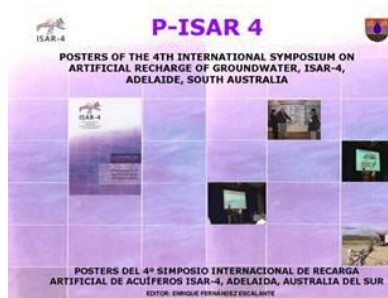 P-ISAR 4
ISAR-4
POSTERS OF THE 4TH INTERNATIONAL SYMPOSIUM ON
ARTIFICIAL RECHARGE OF GROUNDWATER, ISAR-4,
ADELAIDE, SOUTH AUSTRALIA
ISAR-4
POSTERS DEL 4º SIMPOSIO INTERNACIONAL DE RECARGA
ARTIFICIAL DE ACUÍFEROS ISAR-4, ADELAIDA, AUSTRALIA DEL SUR
EDITOR: ENRIQUE FERNÁNDEZ ESCALANTE